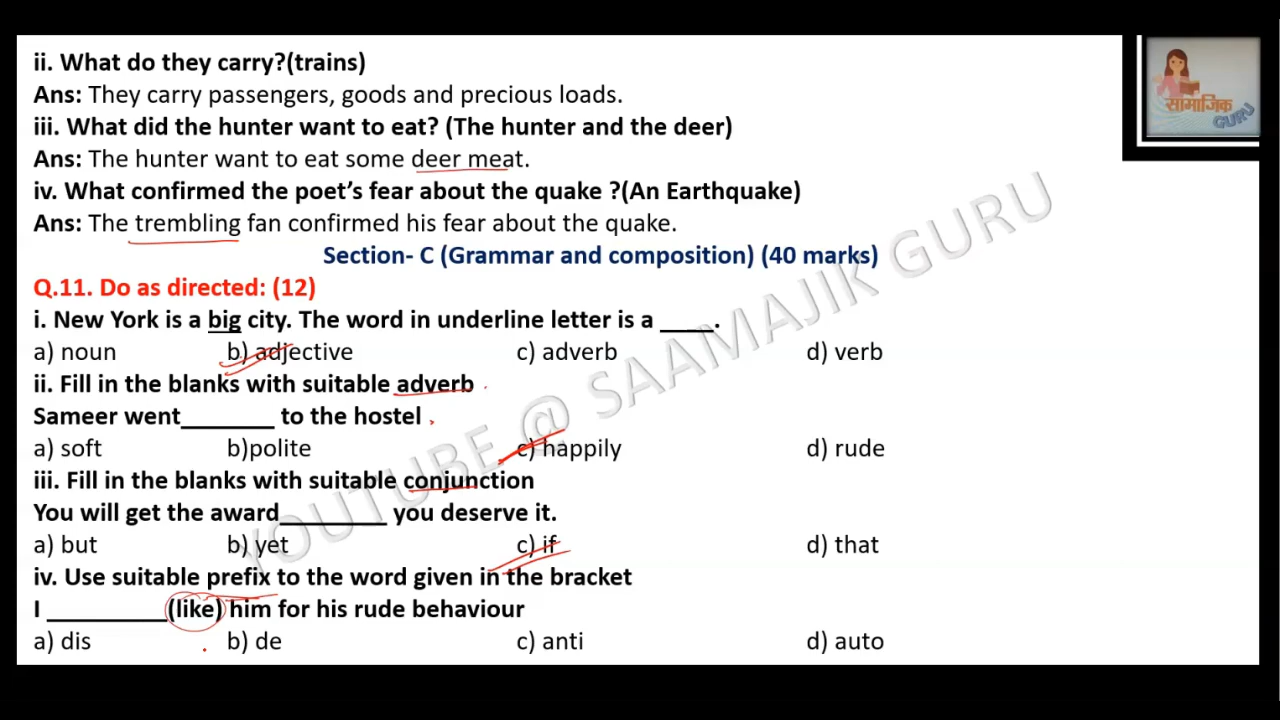 ii. What do they carry?(trains)
Ans: They carry passengers, goods and precious loads.
iii. What did the hunter want to eat? (The hunter and the deer)
Ans: The hunter want to eat some deer meat.
iv. What confirmed the poet's fear about the quake ?(An Earthquake)
Ans: The trembling fan confirmed his fear about the quake.
Section- C (Grammar and composition) (40 marks)
Q.11. Do as directed: (12)
i. New York is a big city. The word in underline letter is a ____.
a) noun b) adjective c) adverb d) verb
ii. Fill in the blanks with suitable adverb
Sameer went_______ to the hostel
a) soft b)polite c) happily d) rude
iii. Fill in the blanks with suitable conjunction
You will get the award________ you deserve it.
a) but b) yet c) if d) that
iv. Use suitable prefix to the word given in the bracket
I _________(like) him for his rude behaviour
a) dis b) de c) anti d) auto
सामाजिक
GURU
YOUTUBE @ SAAMAJIK GURU